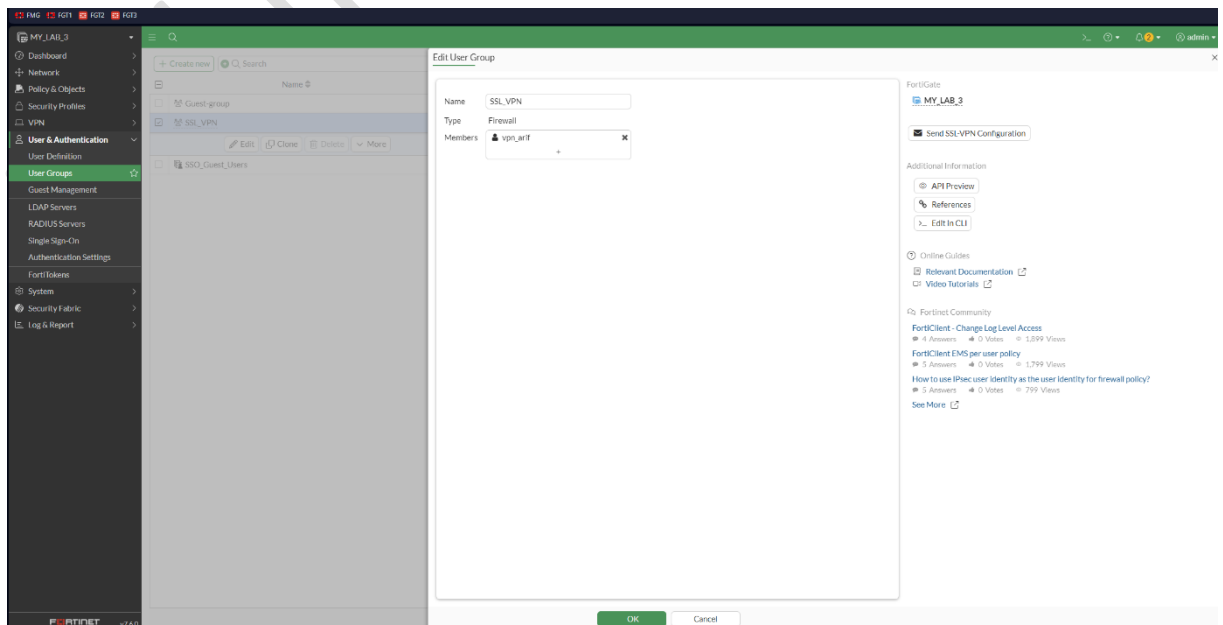 FMG FGT1 FGT2 FGT3
MY_LAB_3
admin
Dashboard
Network
Policy & Objects
Security Profiles
VPN
User & Authentication
User Definition
User Groups
Guest Management
LDAP Servers
RADIUS Servers
Single Sign-On
Authentication Settings
FortiTokens
System
Security Fabric
Log & Report
FORTINET v7.6.0
Create new Search
Name
Guest-group
SSL_VPN
Edit Clone Delete More
SSO_Guest_Users
Edit User Group
Name SSL_VPN
Type Firewall
Members vpn_arif
OK Cancel
FortiGate
MY_LAB_3
Send SSL-VPN Configuration
Additional Information
API Preview
References
Edit in CLI
Online Guides
Relevant Documentation
Video Tutorials
Fortinet Community
FortiClient - Change Log Level Access
4 Answers 0 Votes 1,899 Views
FortiClient EMS per user policy
5 Answers 0 Votes 1,799 Views
How to use IPsec user identity as the user identity for firewall policy?
5 Answers 0 Votes 799 Views
See More